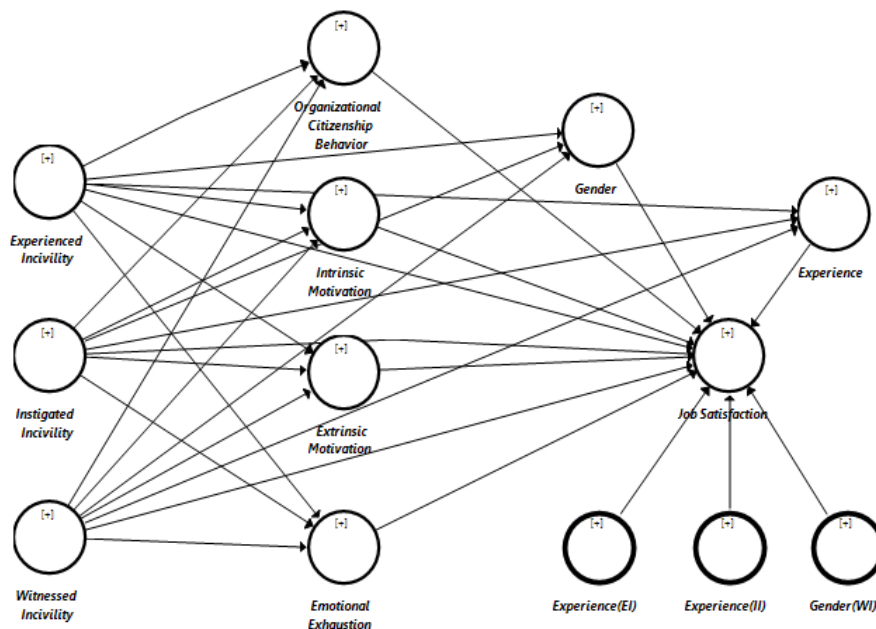 [+]
Organizational
Citizenship
Behavior
[+]
Gender
[+]
Experienced
Incivility
[+]
Intrinsic
Motivation
[+]
Experience
[+]
Instigated
Incivility
[+]
Extrinsic
Motivation
[+]
Job Satisfaction
[+]
Witnessed
Incivility
[+]
Emotional
Exhaustion
[+]
Experience(EI)
[+]
Experience(II)
[+]
Gender(WI)